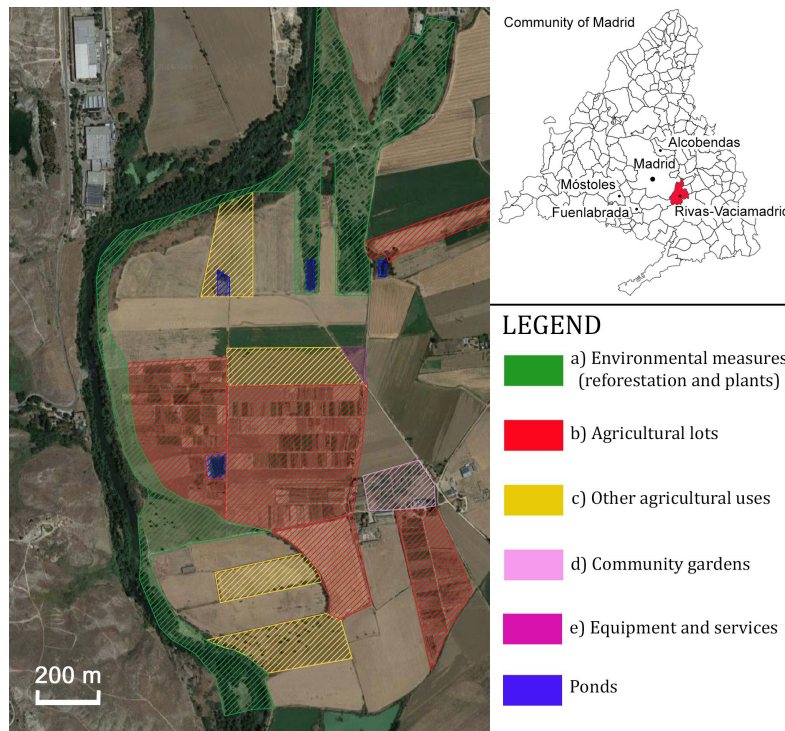 Community of Madrid
Alcobendas
Madrid
Móstoles
Fuenlabrada
Rivas-Vaciamadrid
LEGEND
a) Environmental measures
(reforestation and plants)
b) Agricultural lots
c) Other agricultural uses
d) Community gardens
e) Equipment and services
Ponds
200 m